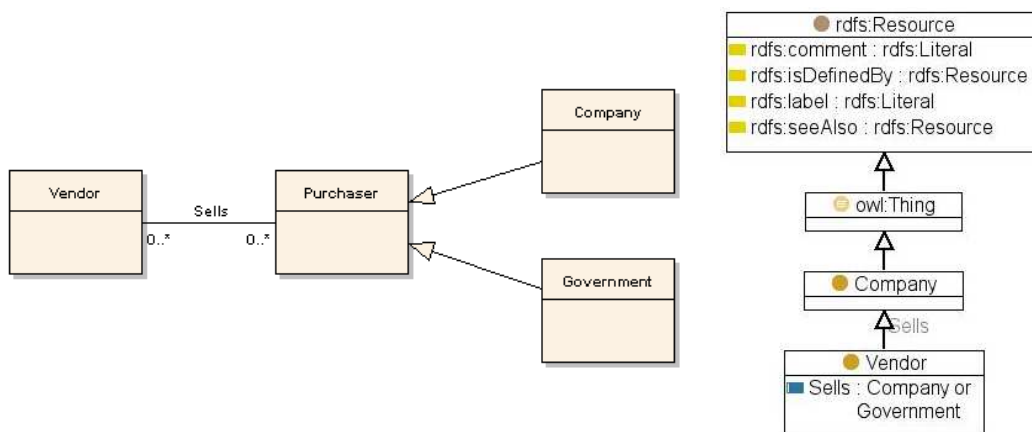 Vendor
Sells
0..*
0..*
Purchaser
Company
Government
rdfs:Resource
rdfs:comment : rdfs:Literal
rdfs:isDefinedBy : rdfs:Resource
rdfs:label : rdfs:Literal
rdfs:seeAlso : rdfs:Resource
owl:Thing
Company
Sells
Vendor
Sells : Company or
Government